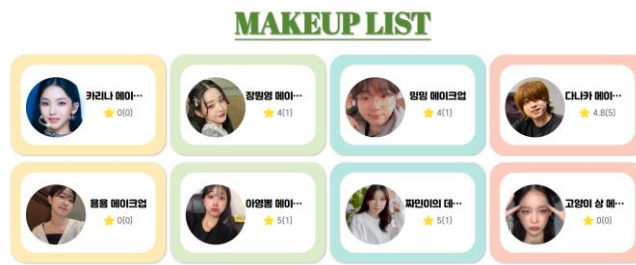 MAKEUP LIST
카리나 메이…
0(0)
장원영 메이…
4(1)
밍밍 메이크업
4(1)
다나카 메이…
4.8(5)
용용 메이크업
0(0)
아영뽕 메이…
5(1)
짜민이의 데…
5(1)
고양이 상 메…
0(0)